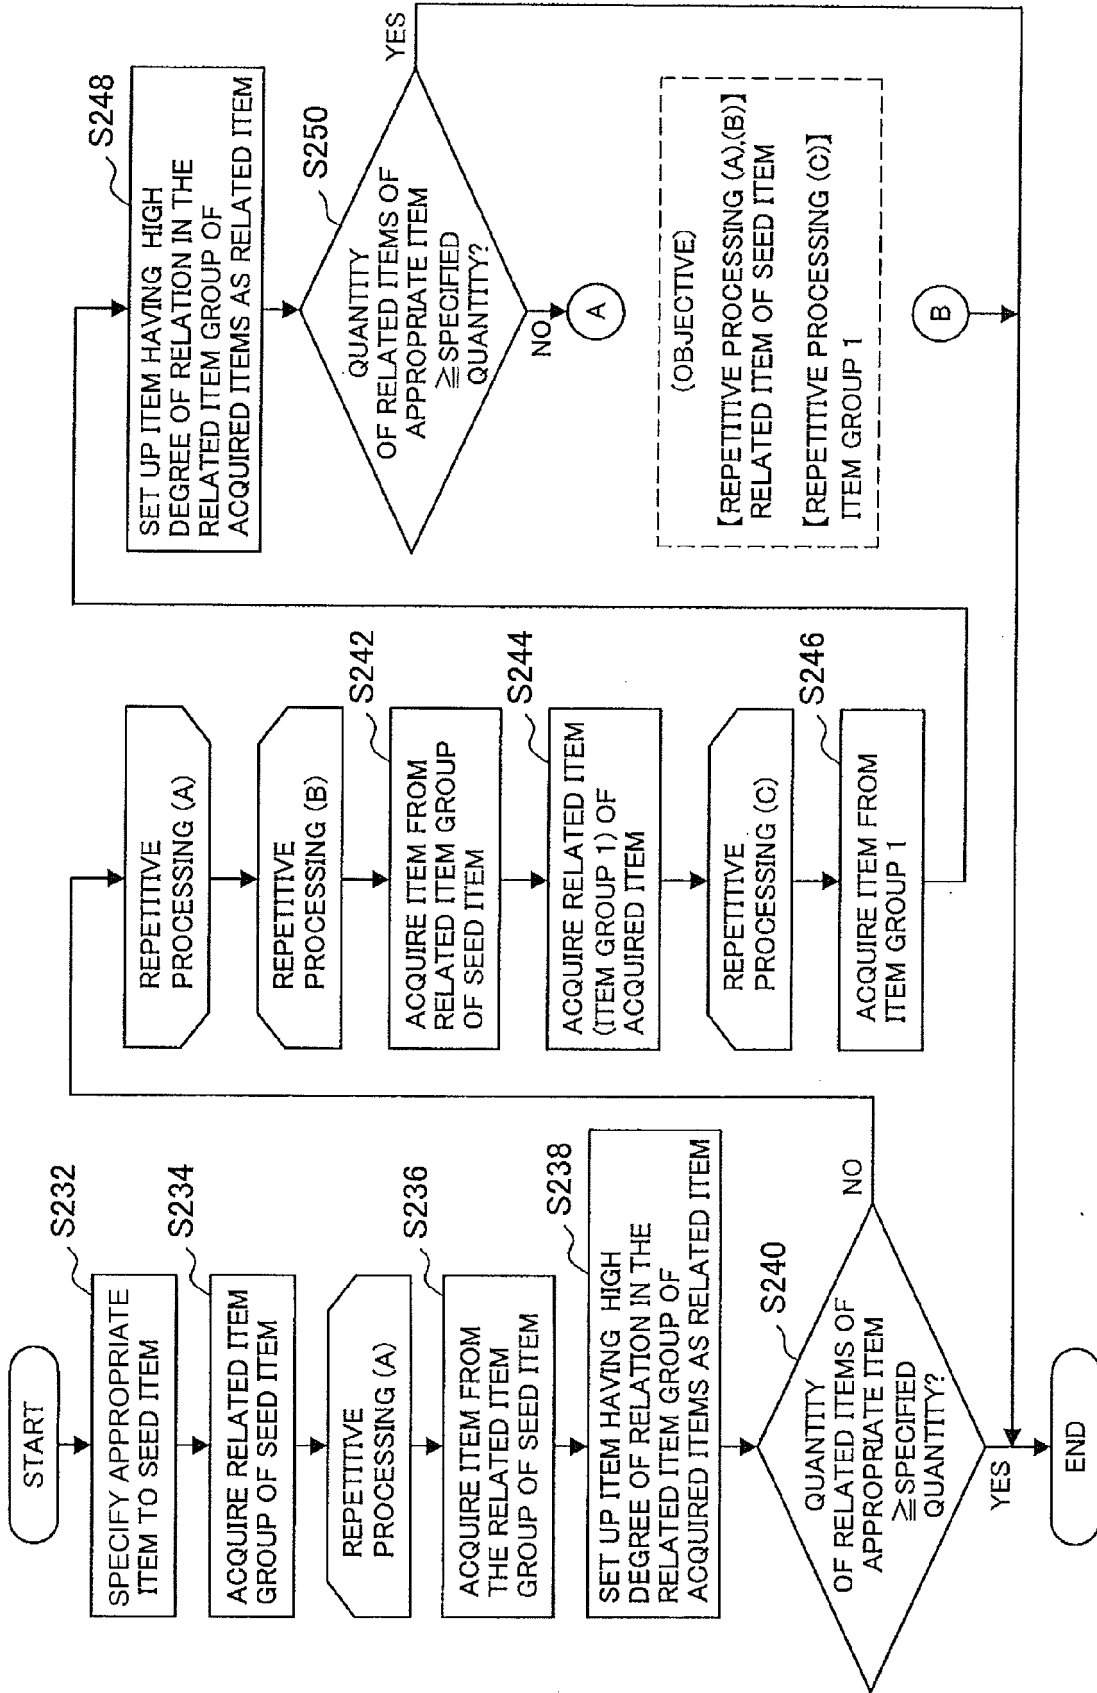 START
S232
SPECIFY APPROPRIATE
ITEM TO SEED ITEM
S234
ACQUIRE RELATED ITEM
GROUP OF SEED ITEM
REPETITIVE
PROCESSING (A)
S236
ACQUIRE ITEM FROM
THE RELATED ITEM
GROUP OF SEED ITEM
S238
SET UP ITEM HAVING HIGH
DEGREE OF RELATION IN THE
RELATED ITEM GROUP OF
ACQUIRED ITEMS AS RELATED ITEM
S240
QUANTITY
OF RELATED ITEMS OF
APPROPRIATE ITEM
≧SPECIFIED
QUANTITY?
NO
YES
END
REPETITIVE
PROCESSING (A)
REPETITIVE
PROCESSING (B)
S242
ACQUIRE ITEM FROM
RELATED ITEM GROUP
OF SEED ITEM
S244
ACQUIRE RELATED ITEM
(ITEM GROUP 1) OF
ACQUIRED ITEM
REPETITIVE
PROCESSING (C)
S246
ACQUIRE ITEM FROM
ITEM GROUP 1
S248
SET UP ITEM HAVING HIGH
DEGREE OF RELATION IN THE
RELATED ITEM GROUP OF
ACQUIRED ITEMS AS RELATED ITEM
S250
QUANTITY
OF RELATED ITEMS OF
APPROPRIATE ITEM
≧SPECIFIED
QUANTITY?
YES
NO
A
(OBJECTIVE)
【REPETITIVE PROCESSING (A),(B)】
RELATED ITEM OF SEED ITEM
【REPETITIVE PROCESSING (C)】
ITEM GROUP 1
B